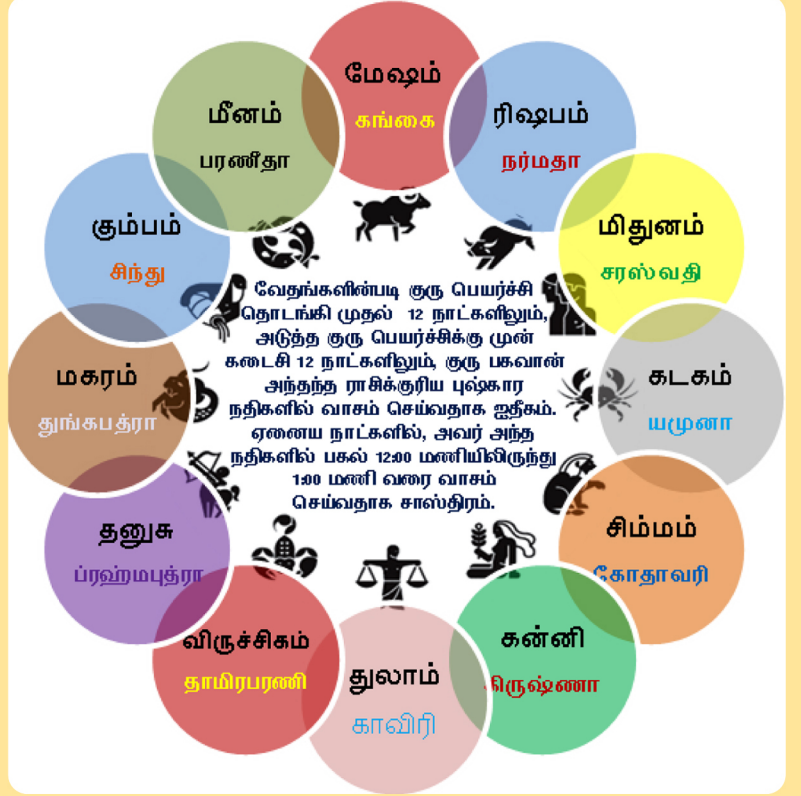 மேஷம்
கங்கை
ரிஷபம்
நர்மதா
மிதுனம்
சரஸ்வதி
கடகம்
யமுனா
சிம்மம்
கோதாவரி
கன்னி
கிருஷ்ணா
துலாம்
காவிரி
விருச்சிகம்
தாமிரபரணி
தனுசு
ப்ரஹ்மபுத்ரா
மகரம்
துங்கபத்ரா
கும்பம்
சிந்து
மீனம்
பரணீதா
வேதங்களின்படி குரு பெயர்ச்சி
தொடங்கி முதல் 12 நாட்களிலும்,
அடுத்த குரு பெயர்ச்சிக்கு முன்
கடைசி 12 நாட்களிலும், குரு பகவான்
அந்தந்த ராசிக்குரிய புஷ்கார
நதிகளில் வாசம் செய்வதாக ஐதீகம்.
ஏனைய நாட்களில், அவர் அந்த
நதிகளில் பகல் 12:00 மணியிலிருந்து
1:00 மணி வரை வாசம்
செய்வதாக சாஸ்திரம்.